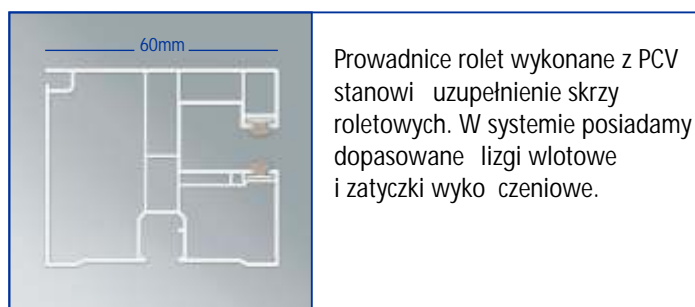 60mm
Prowadnice rolet wykonane z PCV
stanowi uzupełnienie skrzy
roletowych. W systemie posiadamy
dopasowane lizgi wlotowe
i zatyczki wyko czeniowe.